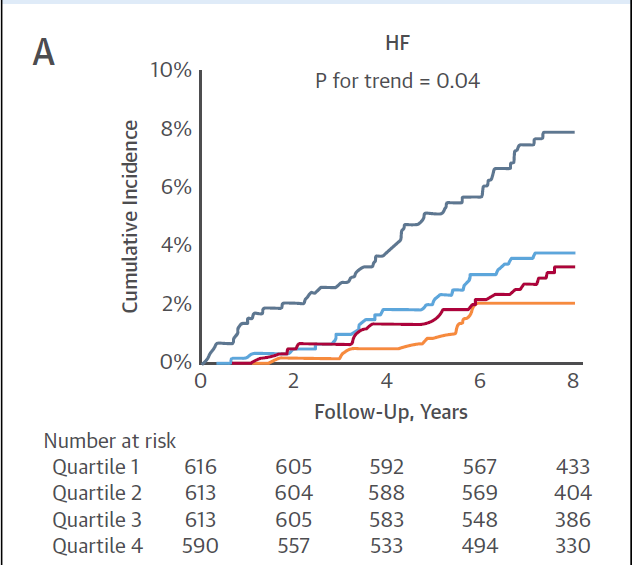 A
HF
P for trend = 0.04
Cumulative Incidence
10%
8%
6%
4%
2%
0%
0 2 4 6 8
Follow-Up, Years
Number at risk
Quartile 1 616 605 592 567 433
Quartile 2 613 604 588 569 404
Quartile 3 613 605 583 548 386
Quartile 4 590 557 533 494 330